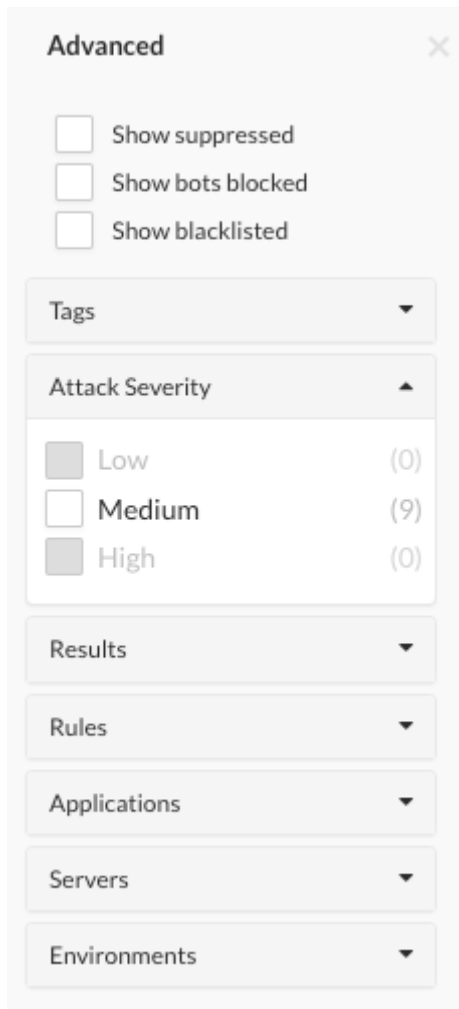 Advanced
Show suppressed
Show bots blocked
Show blacklisted
Tags
Attack Severity
Low (0)
Medium (9)
High (0)
Results
Rules
Applications
Servers
Environments